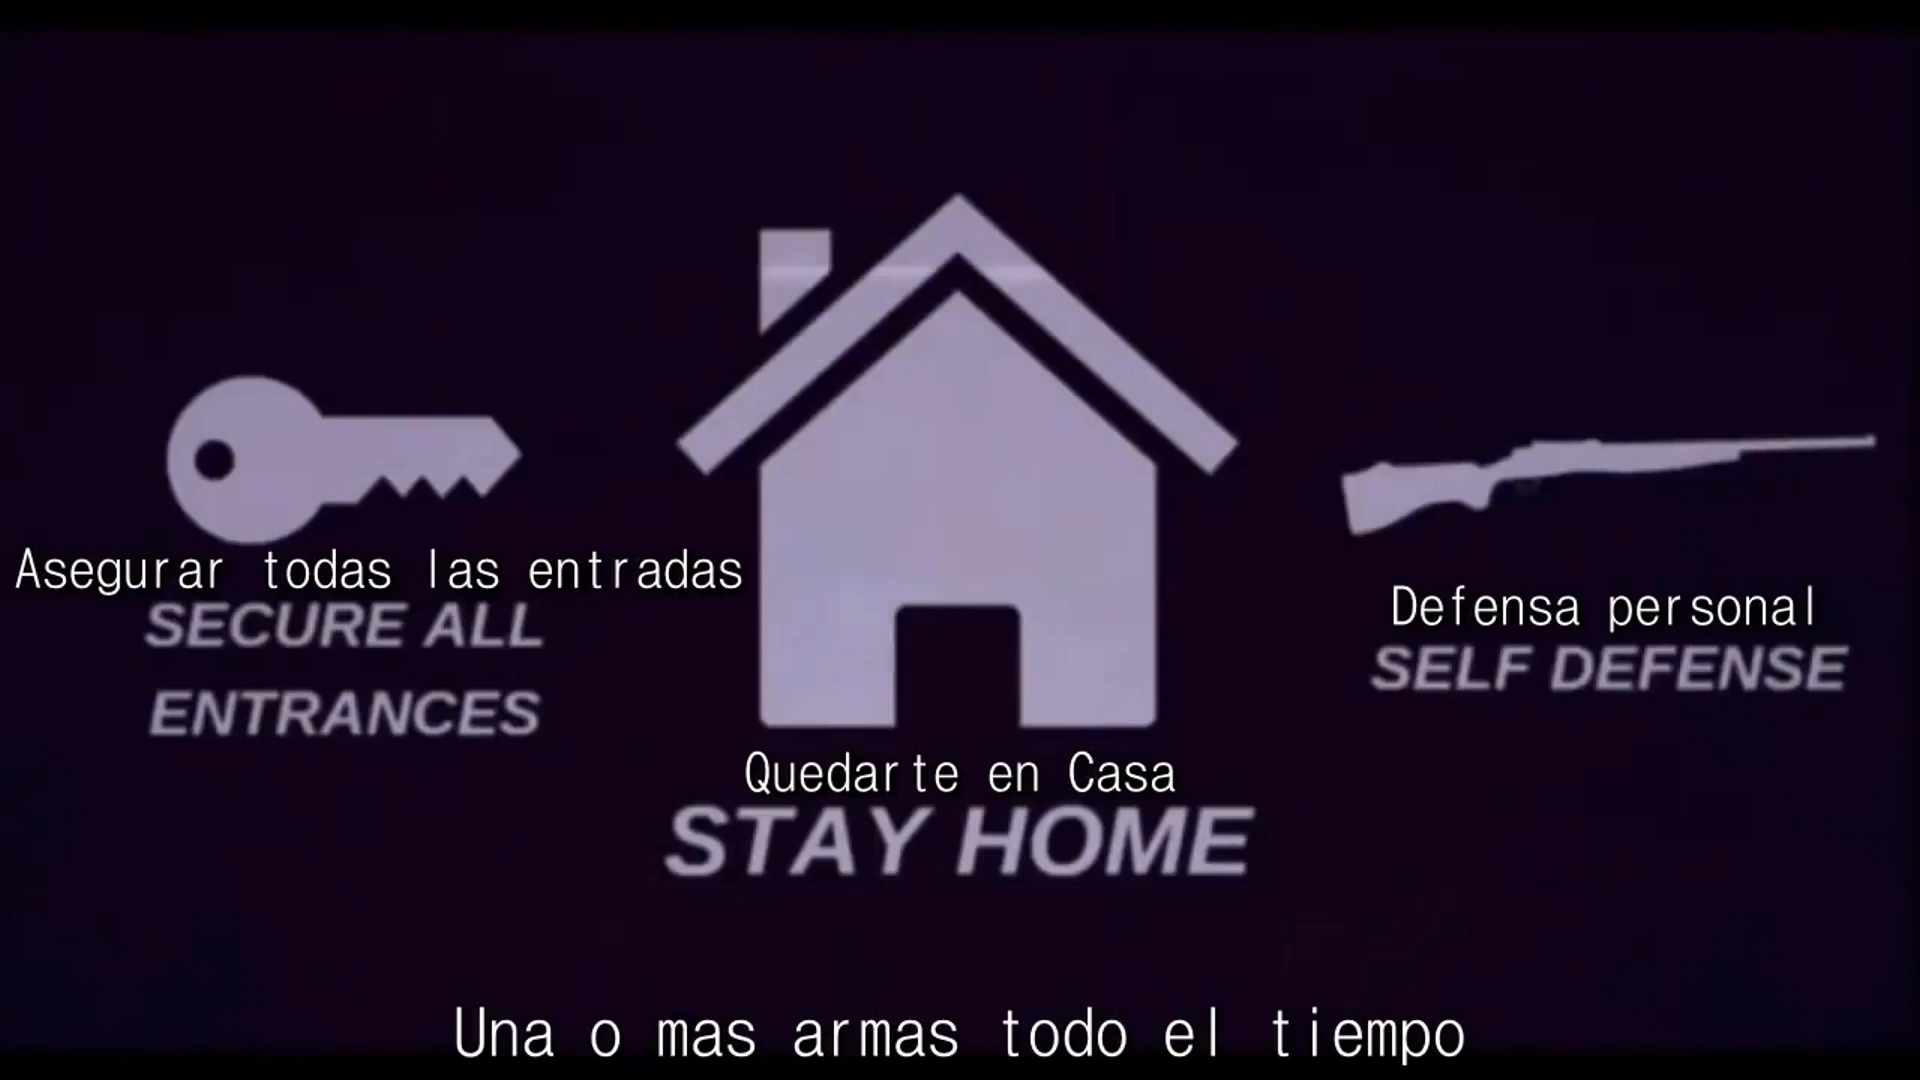 Asegurar todas las entradas
SECURE ALL
ENTRANCES
Defensa personal
SELF DEFENSE
Quedarte en Casa
STAY HOME
Una o mas armas todo el tiempo